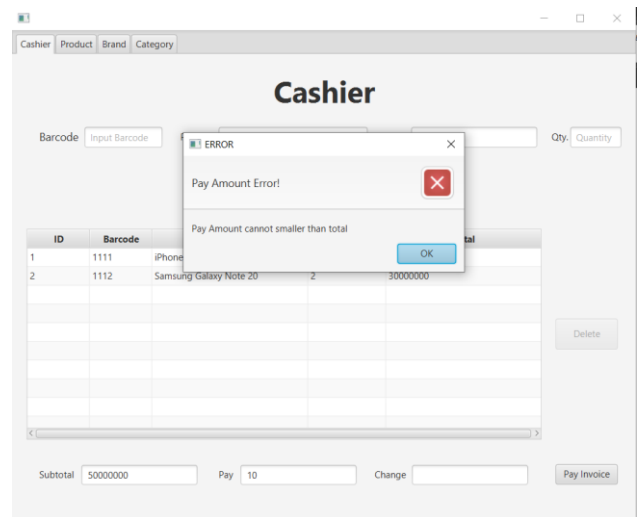 Cashier Product Brand Category
Cashier
Barcode Input Barcode Qty. Quantity
ERROR
Pay Amount Error!
Pay Amount cannot smaller than total
OK
ID Barcode
1 1111 iPhone
2 1112 Samsung Galaxy Note 20 2 30000000
Delete
Subtotal 50000000 Pay 10 Change Pay Invoice